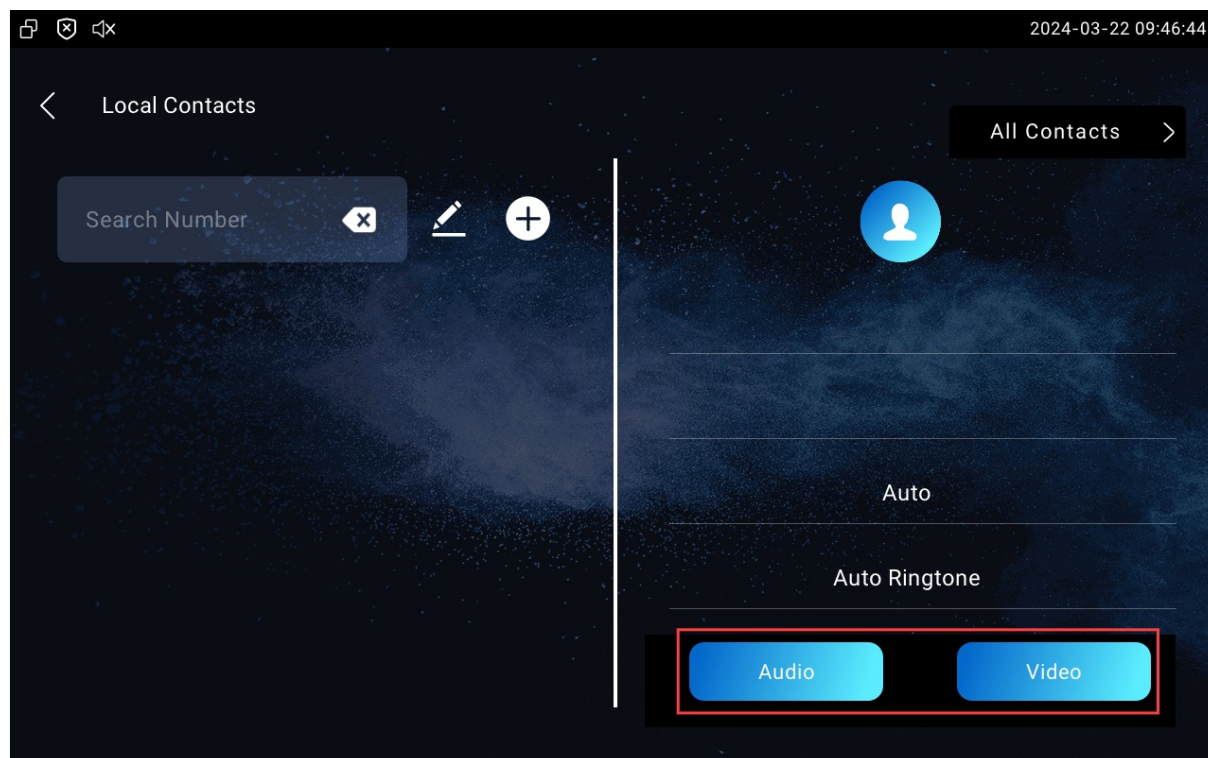 2024-03-22 09:46:44
Local Contacts
All Contacts
Search Number
Auto
Auto Ringtone
Audio
Video